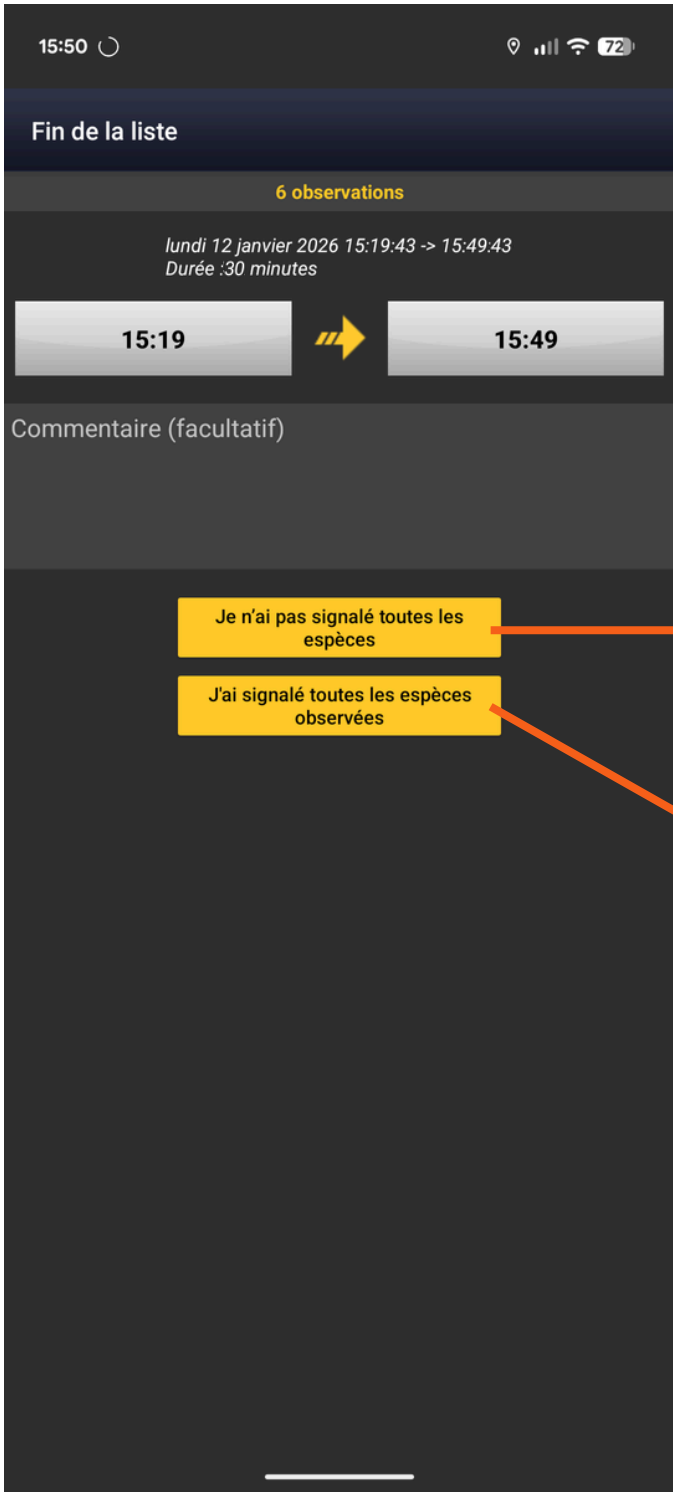 15:50
72
Fin de la liste
6 observations
lundi 12 janvier 2026 15:19:43 -> 15:49:43
Durée :30 minutes
15:19
15:49
Commentaire (facultatif)
Je n’ai pas signalé toutes les
espèces
J'ai signalé toutes les espèces
observées